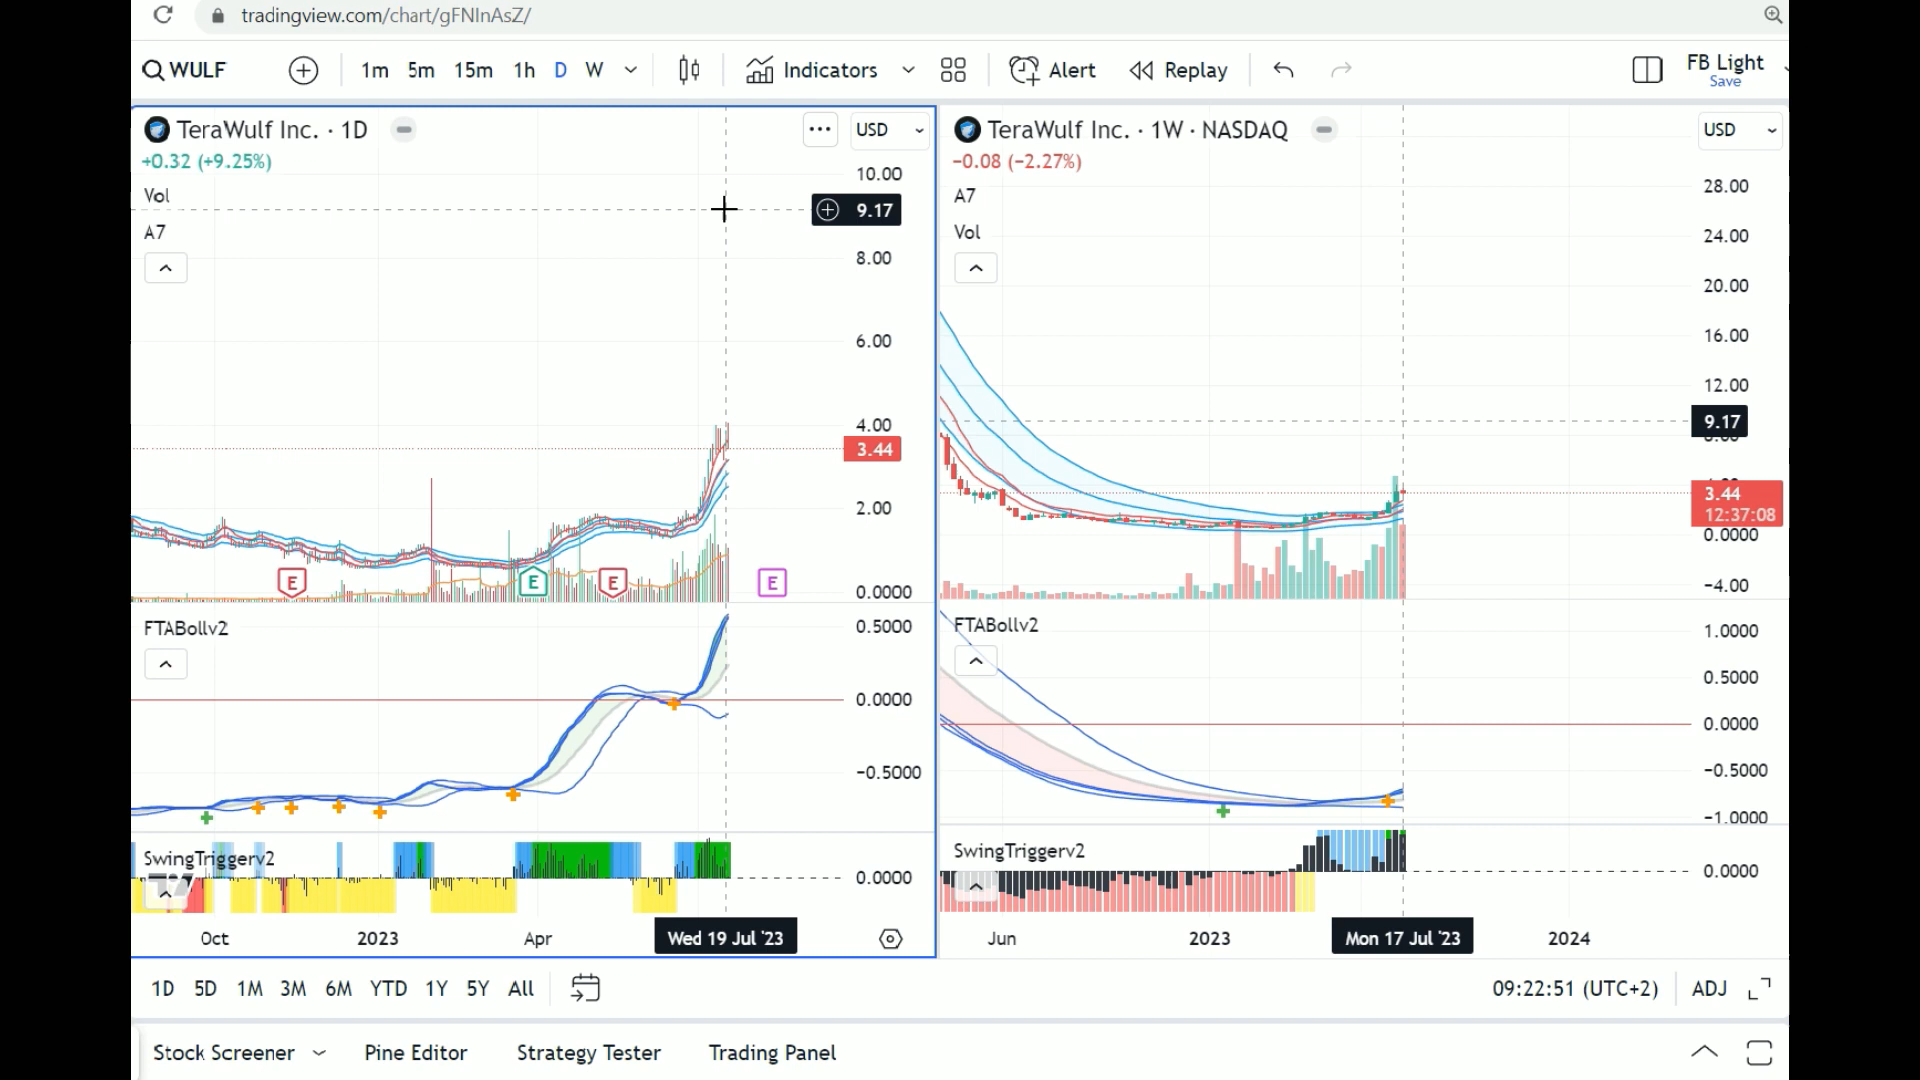 tradingview.com/chart/gFNInAsZ/
WULF
1m 5m 15m 1h D W
Indicators
Alert
Replay
FB Light
Save
TeraWulf Inc. · 1D
USD
+0.32 (+9.25%)
Vol
A7
10.00
9.17
8.00
6.00
4.00
3.44
2.00
0.0000
E E E E
FTABollv2
0.5000
0.0000
−0.5000
SwingTriggerv2
0.0000
Oct 2023 Apr Wed 19 Jul '23
TeraWulf Inc. · 1W · NASDAQ
USD
−0.08 (−2.27%)
A7
Vol
28.00
24.00
20.00
16.00
12.00
9.17
3.44
12:37:08
0.0000
−4.00
FTABollv2
1.0000
0.5000
0.0000
−0.5000
−1.0000
SwingTriggerv2
0.0000
Jun 2023 Mon 17 Jul '23 2024
1D 5D 1M 3M 6M YTD 1Y 5Y All
09:22:51 (UTC+2) ADJ
Stock Screener Pine Editor Strategy Tester Trading Panel